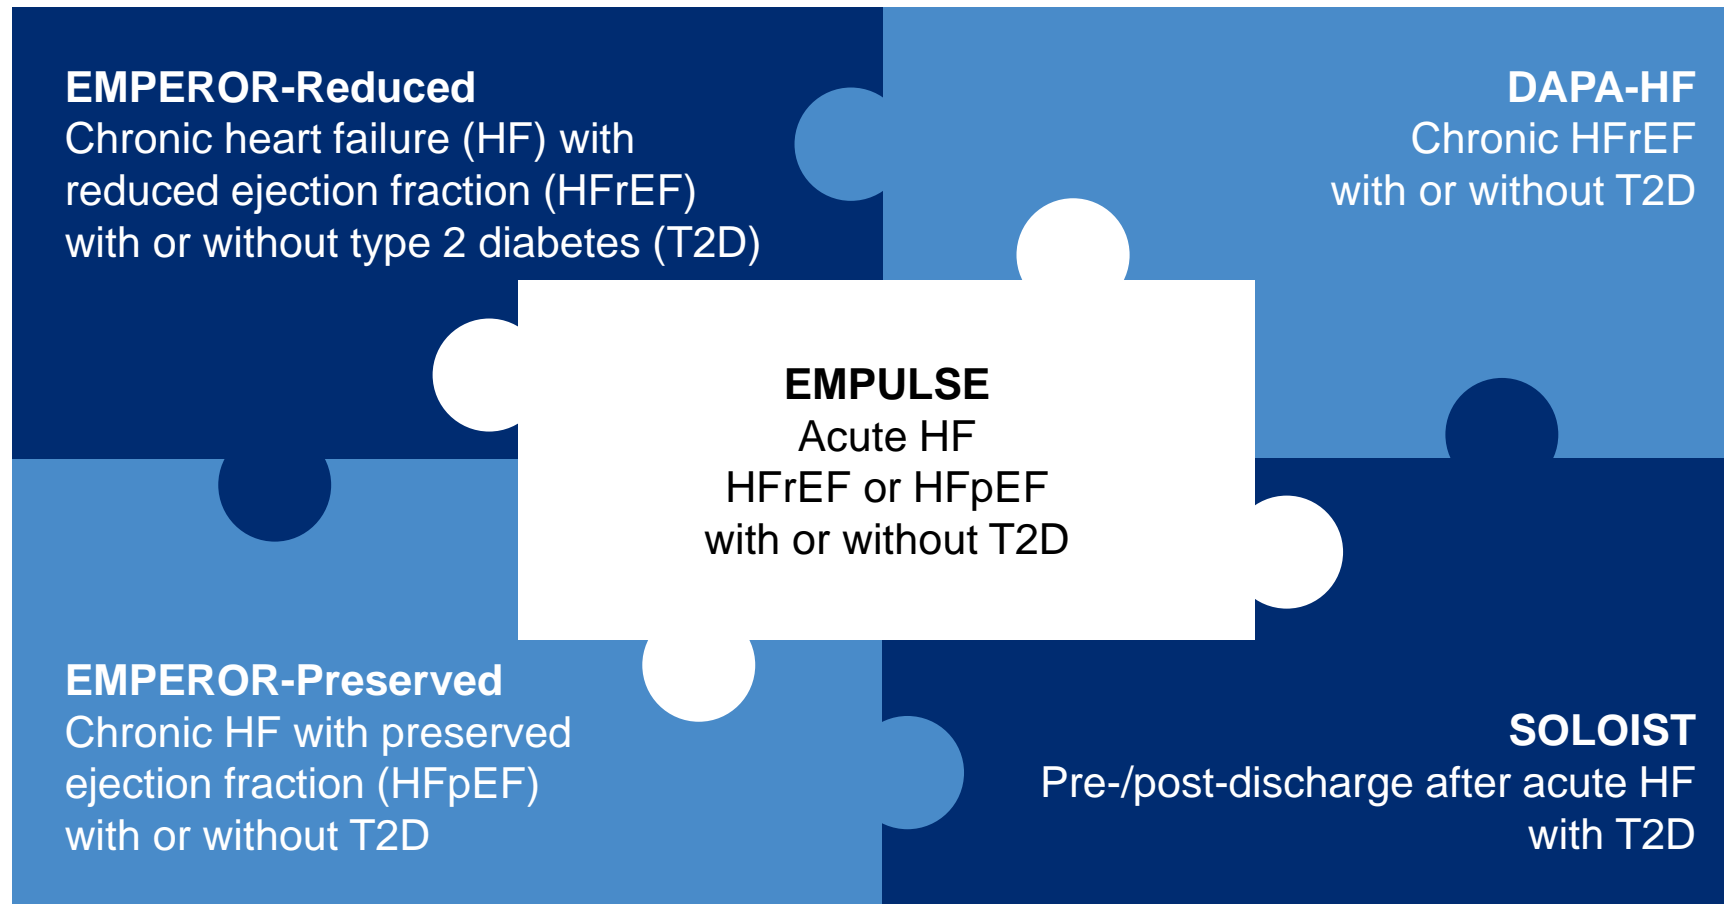 EMPEROR-Reduced
Chronic heart failure (HF) with
reduced ejection fraction (HFrEF)
with or without type 2 diabetes (T2D)
DAPA-HF
Chronic HFrEF
with or without T2D
EMPULSE
Acute HF
HFrEF or HFpEF
with or without T2D
EMPEROR-Preserved
Chronic HF with preserved
ejection fraction (HFpEF)
with or without T2D
SOLOIST
Pre-/post-discharge after acute HF
with T2D